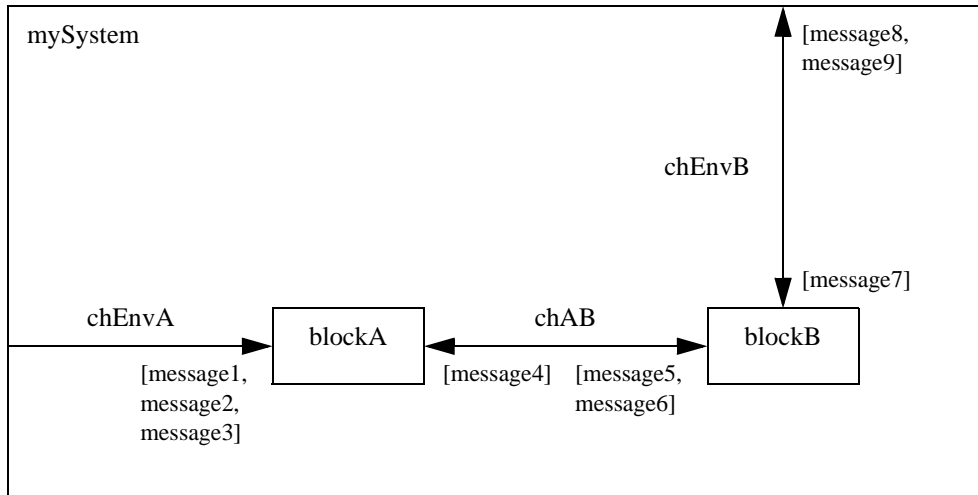 mySystem
[message8,
message9]
chEnvB
[message7]
chEnvA
blockA
chAB
blockB
[message1,
message2,
message3]
[message4]
[message5,
message6]